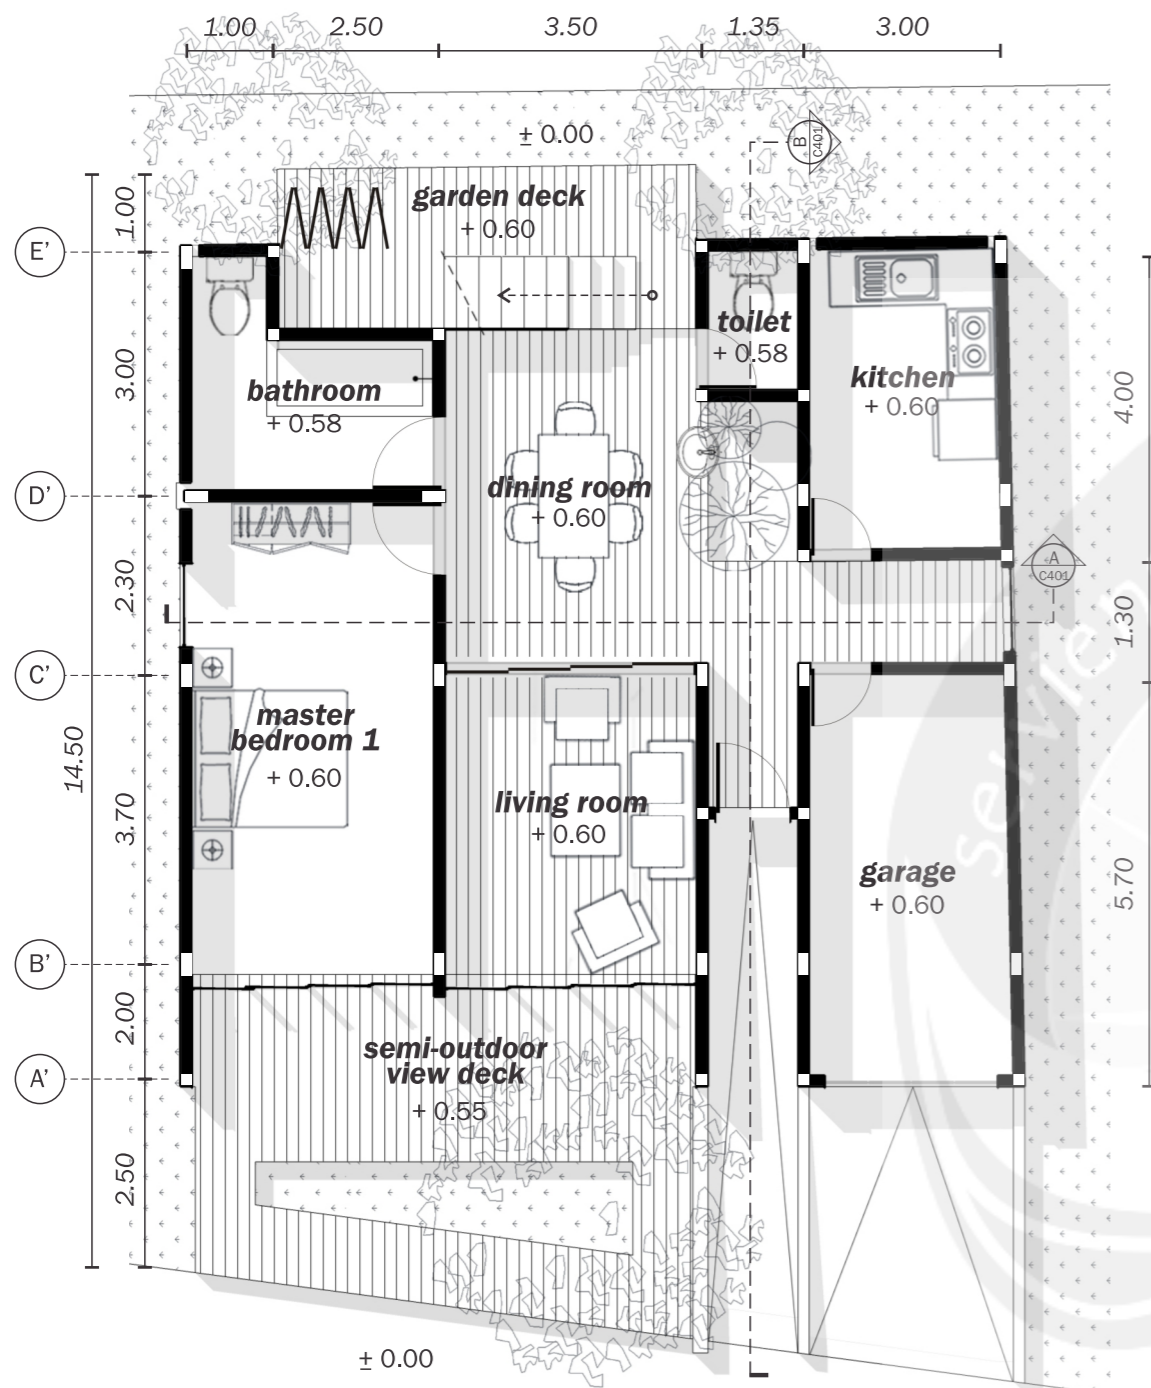 1.00
2.50
3.50
1.35
3.00
± 0.00
B
C401
garden deck
+ 0.60
1.00
E'
toilet
+ 0.58
kitchen
+ 0.60
3.00
bathroom
+ 0.58
4.00
D'
dining room
+ 0.60
2.30
A
C401
1.30
C'
14.50
master
bedroom 1
+ 0.60
3.70
living room
+ 0.60
garage
+ 0.60
5.70
B'
2.00
semi-outdoor
view deck
+ 0.55
A'
2.50
± 0.00